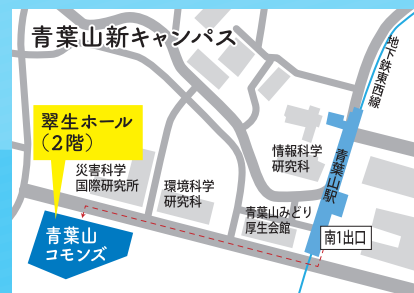 青葉山新キャンパス
地下鉄東西線
翠生ホール
（2階）
災害科学
国際研究所
環境科学
研究科
情報科学
研究科
青葉山駅
青葉山みどり
厚生会館
南1出口
青葉山
コモンズ